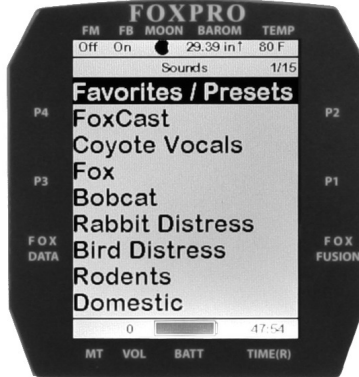 FOXPRO
FM FB MOON BAROM TEMP
Off On 29.39 in↑ 80 F
Sounds 1/15
Favorites / Presets
FoxCast
P4
P2
Coyote Vocals
Fox
P3
P1
Bobcat
Rabbit Distress
FOX DATA
FOX FUSION
Bird Distress
Rodents
Domestic
0 47:54
MT VOL BATT TIME(R)